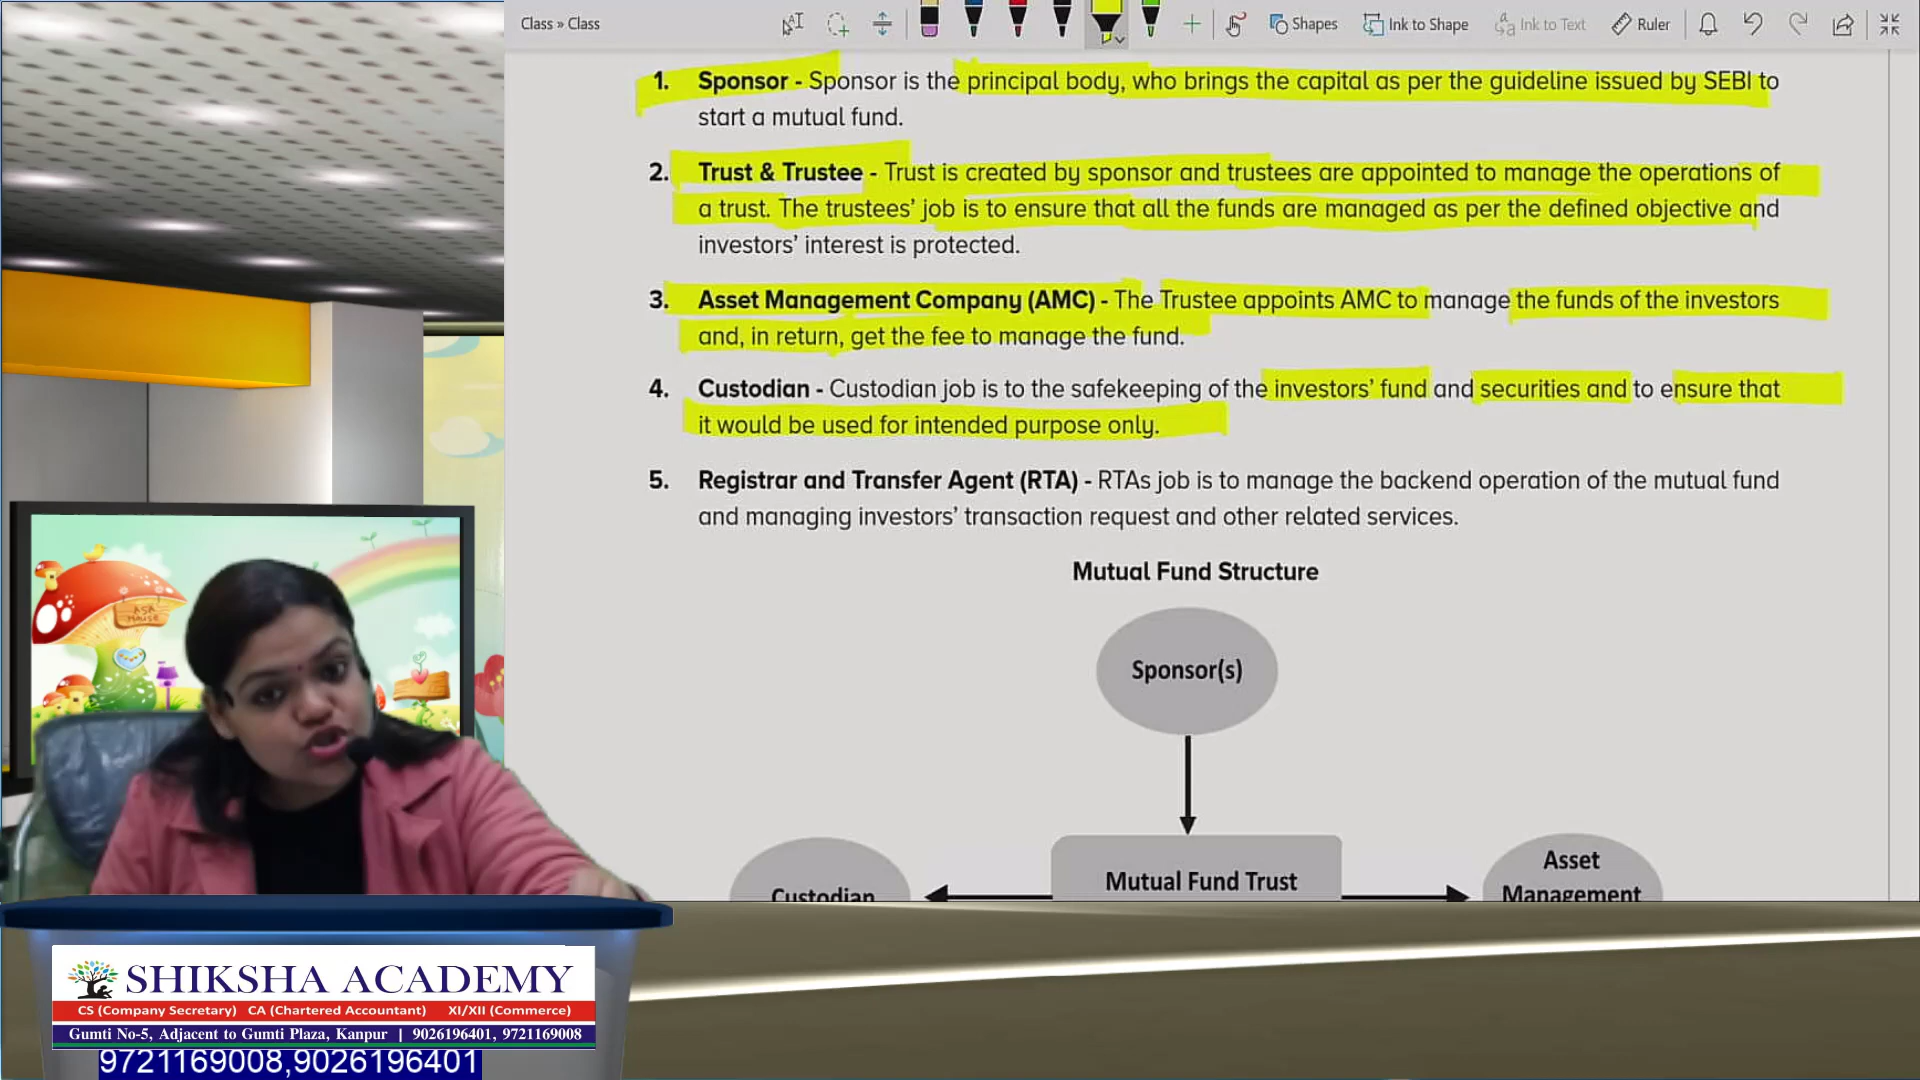 Class » Class
Shapes
Ink to Shape
Ink to Text
Ruler
1. Sponsor - Sponsor is the principal body, who brings the capital as per the guideline issued by SEBI to
start a mutual fund.
2. Trust & Trustee - Trust is created by sponsor and trustees are appointed to manage the operations of
a trust. The trustees’ job is to ensure that all the funds are managed as per the defined objective and
investors’ interest is protected.
3. Asset Management Company (AMC) - The Trustee appoints AMC to manage the funds of the investors
and, in return, get the fee to manage the fund.
4. Custodian - Custodian job is to the safekeeping of the investors’ fund and securities and to ensure that
it would be used for intended purpose only.
5. Registrar and Transfer Agent (RTA) - RTAs job is to manage the backend operation of the mutual fund
and managing investors’ transaction request and other related services.
Mutual Fund Structure
Sponsor(s)
Custodian
Mutual Fund Trust
Asset
Management
ASA
HOUSE
SHIKSHA ACADEMY
CS (Company Secretary) CA (Chartered Accountant) XI/XII (Commerce)
Gumti No-5, Adjacent to Gumti Plaza, Kanpur | 9026196401, 9721169008
9721169008,9026196401